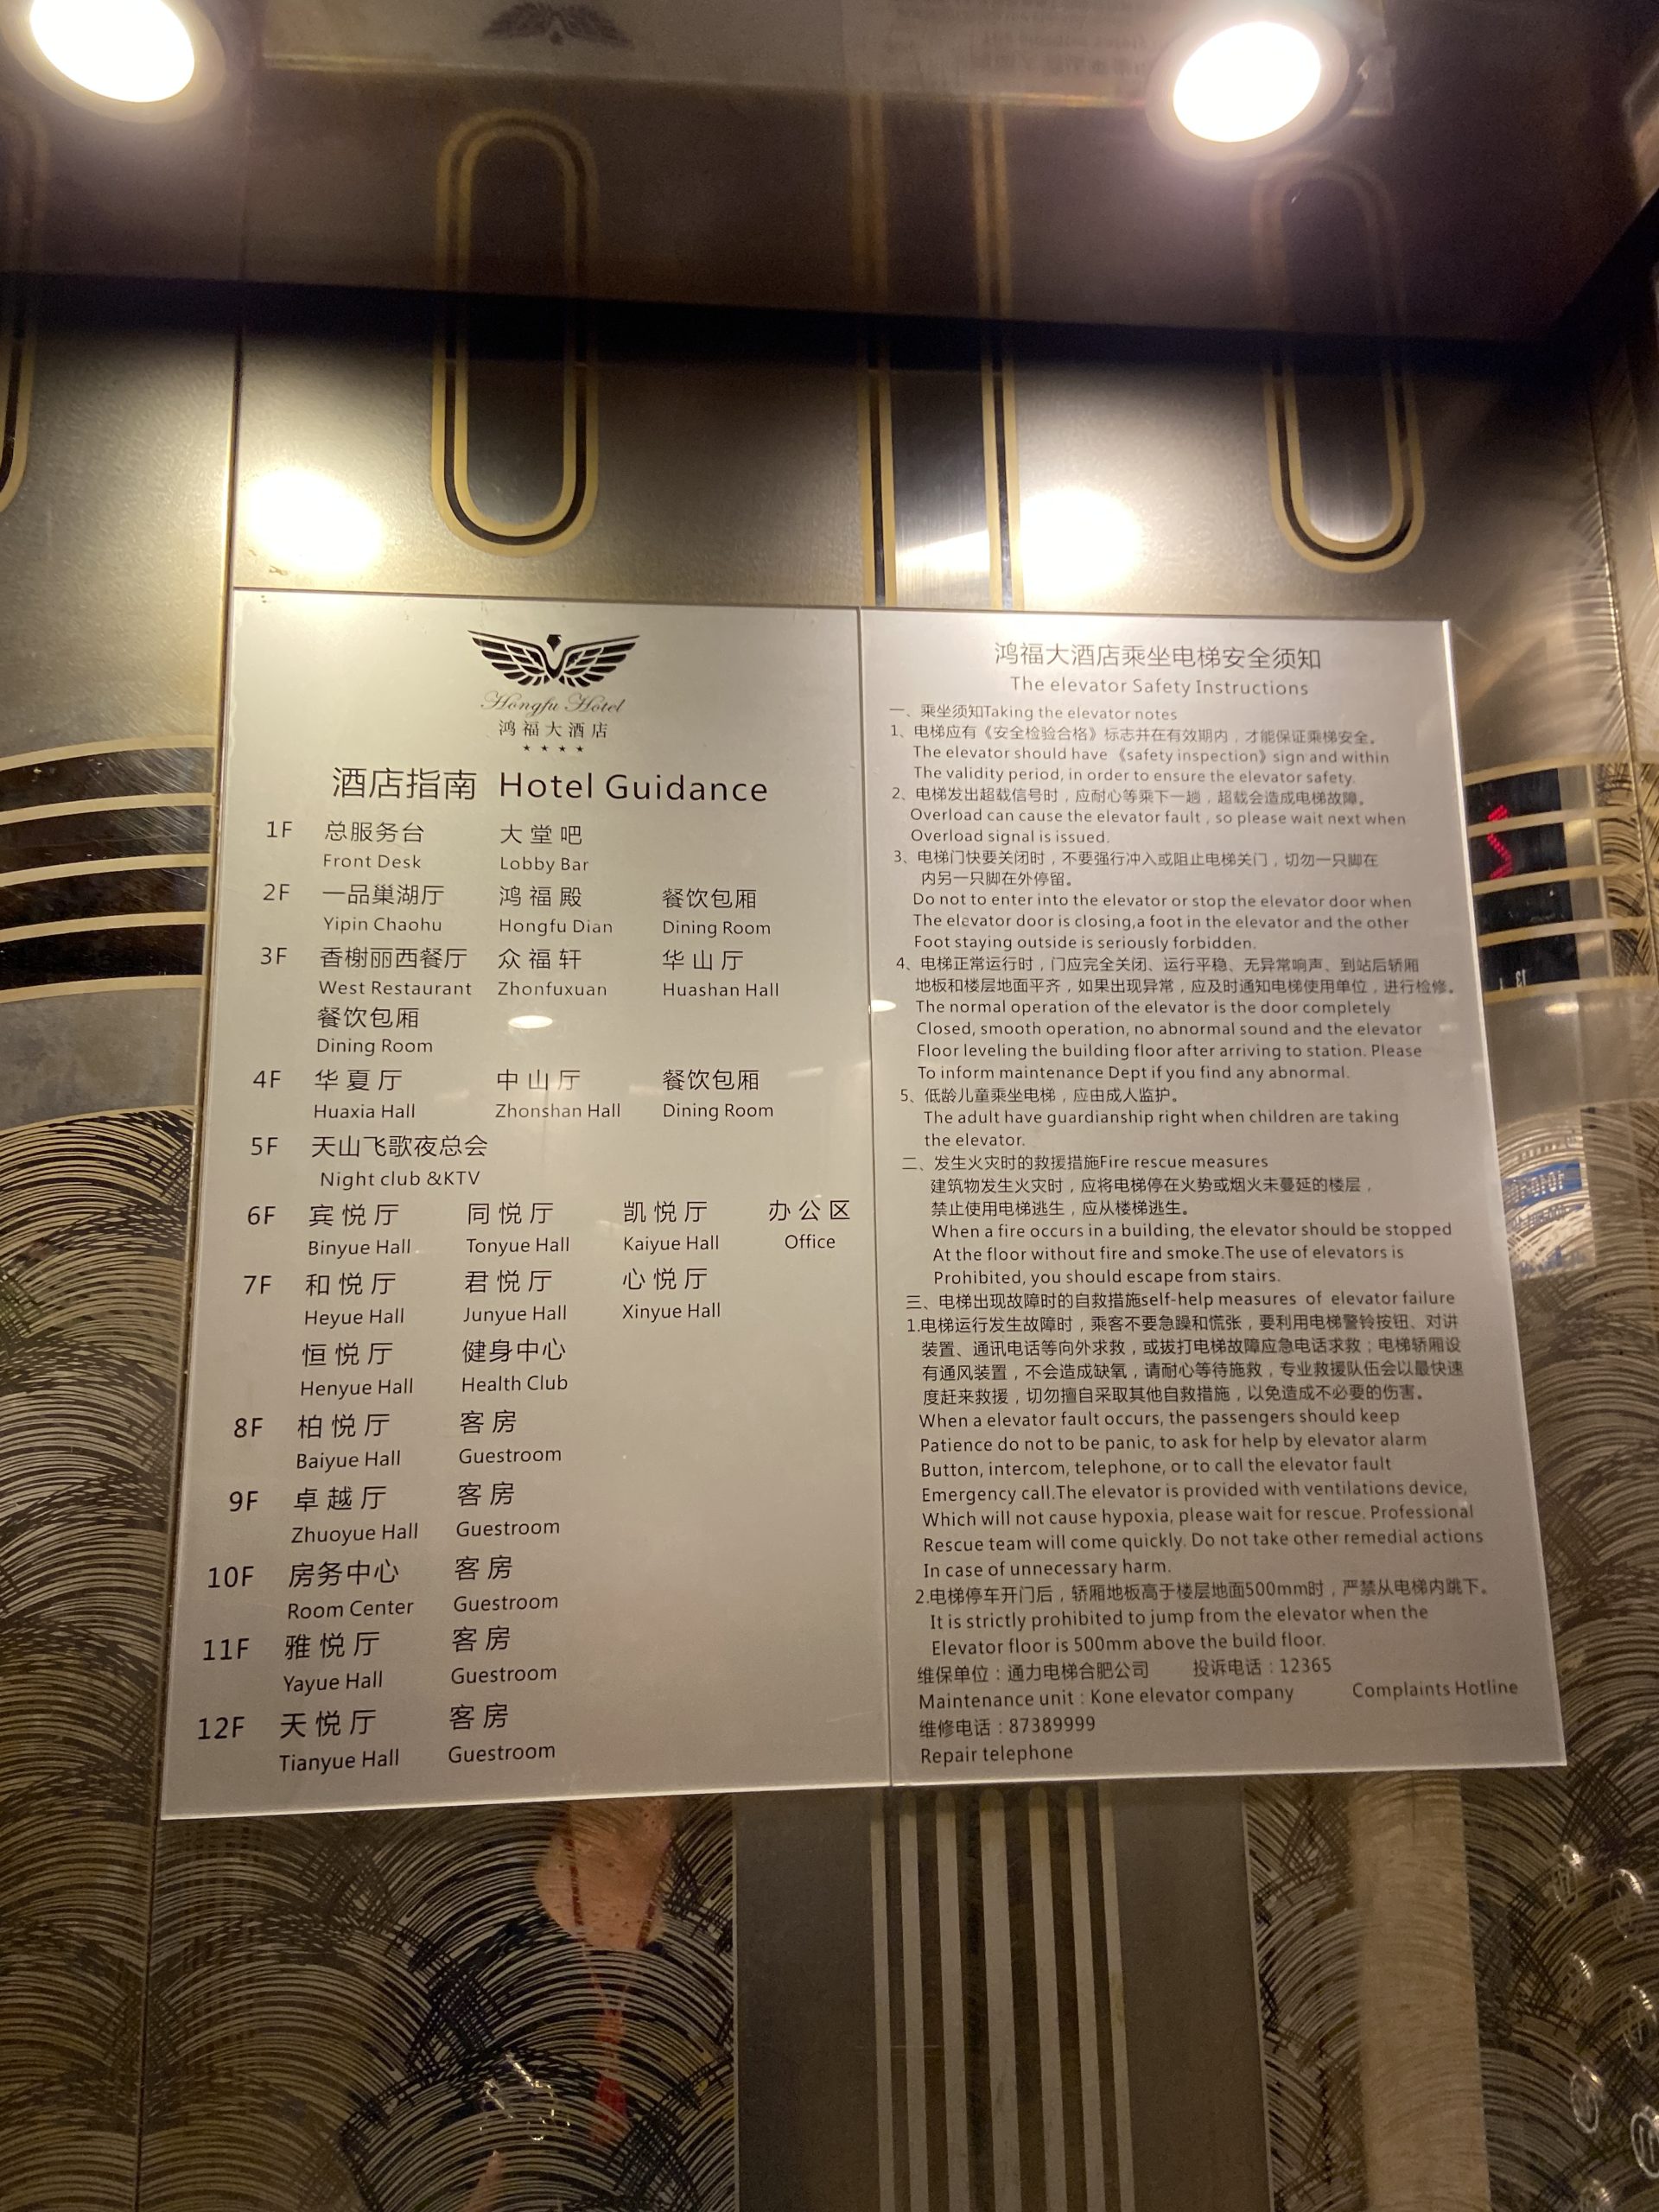 Hongfu Hotel
鸿福大酒店
★ ★ ★ ★
酒店指南 Hotel Guidance
1F 总服务台 大堂吧
Front Desk Lobby Bar
2F 一品巢湖厅 鸿福殿 餐饮包厢
Yipin Chaohu Hongfu Dian Dining Room
3F 香榭丽西餐厅 众福轩 华山厅
West Restaurant Zhonfuxuan Huashan Hall
餐饮包厢
Dining Room
4F 华夏厅 中山厅 餐饮包厢
Huaxia Hall Zhonshan Hall Dining Room
5F 天山飞歌夜总会
Night club &KTV
6F 宾悦厅 同悦厅 凯悦厅 办公区
Binyue Hall Tonyue Hall Kaiyue Hall Office
7F 和悦厅 君悦厅 心悦厅
Heyue Hall Junyue Hall Xinyue Hall
恒悦厅 健身中心
Henyue Hall Health Club
8F 柏悦厅 客房
Baiyue Hall Guestroom
9F 卓越厅 客房
Zhuoyue Hall Guestroom
10F 房务中心 客房
Room Center Guestroom
11F 雅悦厅 客房
Yayue Hall Guestroom
12F 天悦厅 客房
Tianyue Hall Guestroom
鸿福大酒店乘坐电梯安全须知
The elevator Safety Instructions
一、乘坐须知Taking the elevator notes
1、电梯应有《安全检验合格》标志并在有效期内，才能保证乘梯安全。
The elevator should have 《safety inspection》 sign and within
The validity period, in order to ensure the elevator safety.
2、电梯发出超载信号时，应耐心等乘下一趟，超载会造成电梯故障。
Overload can cause the elevator fault , so please wait next when
Overload signal is issued.
3、电梯门快要关闭时，不要强行冲入或阻止电梯关门，切勿一只脚在
内另一只脚在外停留。
Do not to enter into the elevator or stop the elevator door when
The elevator door is closing,a foot in the elevator and the other
Foot staying outside is seriously forbidden.
4、电梯正常运行时，门应完全关闭、运行平稳、无异常响声、到站后轿厢
地板和楼层地面平齐，如果出现异常，应及时通知电梯使用单位，进行检修。
The normal operation of the elevator is the door completely
Closed, smooth operation, no abnormal sound and the elevator
Floor leveling the building floor after arriving to station. Please
To inform maintenance Dept if you find any abnormal.
5、低龄儿童乘坐电梯，应由成人监护。
The adult have guardianship right when children are taking
the elevator.
二、发生火灾时的救援措施Fire rescue measures
建筑物发生火灾时，应将电梯停在火势或烟火未蔓延的楼层，
禁止使用电梯逃生，应从楼梯逃生。
When a fire occurs in a building, the elevator should be stopped
At the floor without fire and smoke.The use of elevators is
Prohibited, you should escape from stairs.
三、电梯出现故障时的自救措施self-help measures of elevator failure
1.电梯运行发生故障时，乘客不要急躁和慌张，要利用电梯警铃按钮、对讲
装置、通讯电话等向外求救，或拔打电梯故障应急电话求救；电梯轿厢设
有通风装置，不会造成缺氧，请耐心等待施救，专业救援队伍会以最快速
度赶来救援，切勿擅自采取其他自救措施，以免造成不必要的伤害。
When a elevator fault occurs, the passengers should keep
Patience do not to be panic, to ask for help by elevator alarm
Button, intercom, telephone, or to call the elevator fault
Emergency call.The elevator is provided with ventilations device,
Which will not cause hypoxia, please wait for rescue. Professional
Rescue team will come quickly. Do not take other remedial actions
In case of unnecessary harm.
2.电梯停车开门后，轿厢地板高于楼层地面500mm时，严禁从电梯内跳下。
It is strictly prohibited to jump from the elevator when the
Elevator floor is 500mm above the build floor.
维保单位：通力电梯合肥公司 投诉电话：12365
Maintenance unit : Kone elevator company Complaints Hotline
维修电话：87389999
Repair telephone